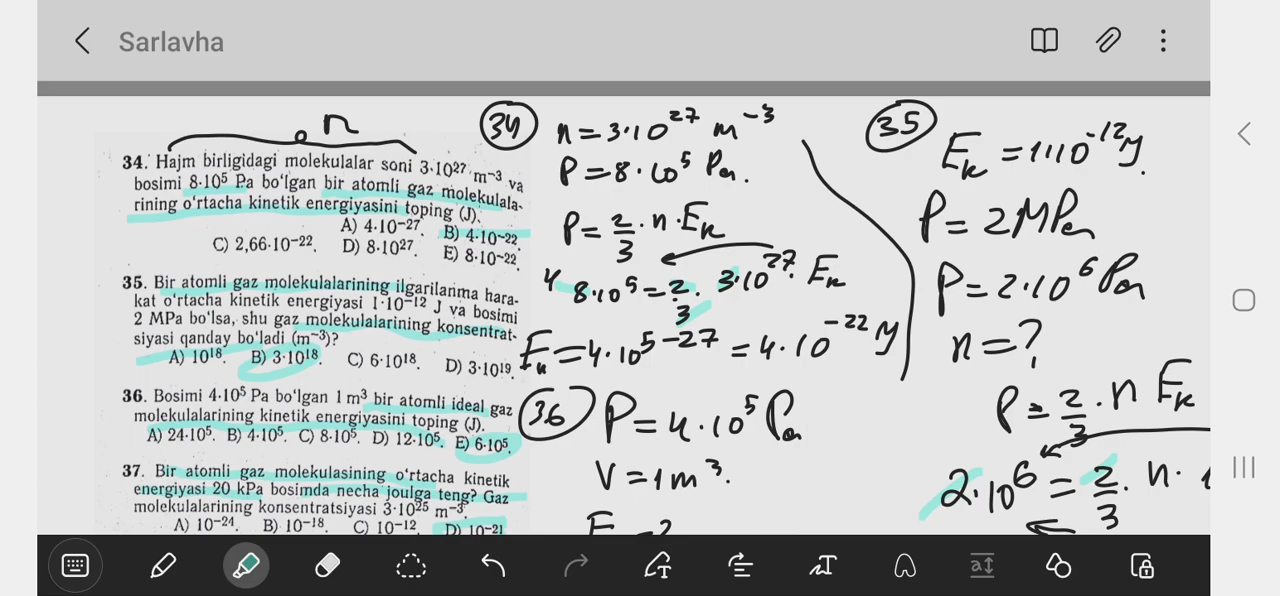 Sarlavha
n
34. Hajm birligidagi molekulalar soni 3·10²⁷ m⁻³ va
bosimi 8·10⁵ Pa bo‘lgan bir atomli gaz molekulala-
rining o‘rtacha kinetik energiyasini toping (J).
A) 4·10⁻²⁷. B) 4·10⁻²².
C) 2,66·10⁻²². D) 8·10²⁷. E) 8·10⁻²².
35. Bir atomli gaz molekulalarining ilgarilanma hara-
kat o‘rtacha kinetik energiyasi 1·10⁻¹² J va bosimi
2 MPa bo‘lsa, shu gaz molekulalarining konsentrat-
siyasi qanday bo‘ladi (m⁻³)?
A) 10¹⁸. B) 3·10¹⁸. C) 6·10¹⁸. D) 3·10¹⁹.
36. Bosimi 4·10⁵ Pa bo‘lgan 1 m³ bir atomli ideal gaz
molekulalarining kinetik energiyasini toping (J).
A) 24·10⁵. B) 4·10⁵. C) 8·10⁵. D) 12·10⁵. E) 6·10⁵.
37. Bir atomli gaz molekulasining o‘rtacha kinetik
energiyasi 20 kPa bosimda necha joulga teng? Gaz
molekulalarining konsentratsiyasi 3·10²⁵ m⁻³.
A) 10⁻²⁴. B) 10⁻¹⁸. C) 10⁻¹². D) 10⁻²¹
34
n = 3·10²⁷ m⁻³
P = 8·10⁵ Pa.
P = 2/3 · n · Eₖ
4 8·10⁵ = 2/3 · 3·10²⁷ · Eₖ
Eₖ = 4·10⁵⁻²⁷ = 4·10⁻²² J
36
P = 4·10⁵ Pa
V = 1 m³.
35
Eₖ = 1·10⁻¹² J.
P = 2 MPa
P = 2·10⁶ Pa
n = ?
P = 2/3 · n Eₖ
2·10⁶ = 2/3 · n ·